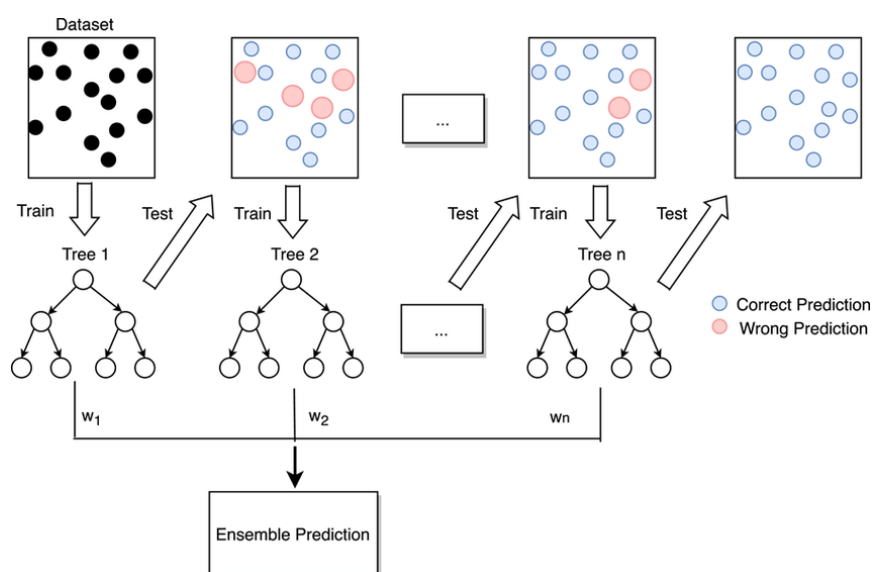 Dataset
...
Train
Test
Train
Test
Train
Test
Tree 1
Tree 2
Tree n
Correct Prediction
Wrong Prediction
...
w1
w2
wn
Ensemble Prediction